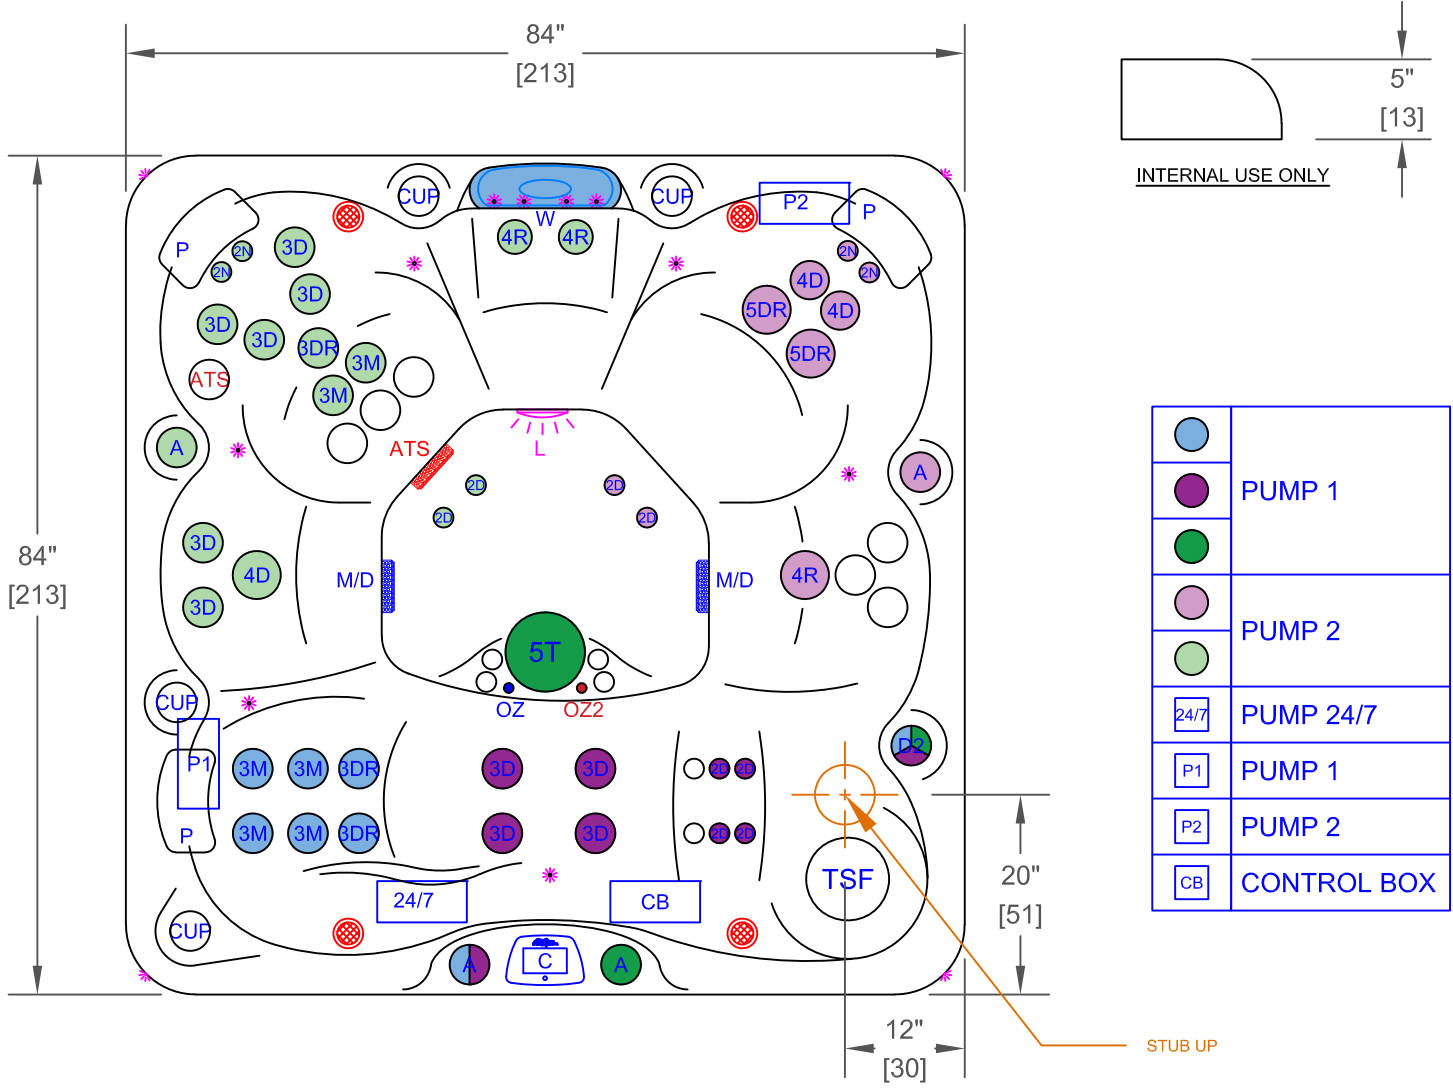 84"
[213]
5"
[13]
INTERNAL USE ONLY
CUP
W
CUP
P2
P
P
4R
4R
2N
2N
3D
2N
2N
3D
4D
5DR
4D
3D
3D
3DR
3M
5DR
3M
ATS
A
ATS
L
A
2D
2D
2D
2D
84"
[213]
3D
4D
3D
M/D
M/D
4R
5T
OZ
OZ2
CUP
D2
P1
P
3M
3M
3DR
3M
3M
3DR
3D
3D
3D
3D
2D
2D
2D
2D
TSF
24/7
CB
CUP
A
C
A
20"
[51]
12"
[30]
STUB UP
PUMP 1
PUMP 2
24/7
PUMP 24/7
P1
PUMP 1
P2
PUMP 2
CB
CONTROL BOX